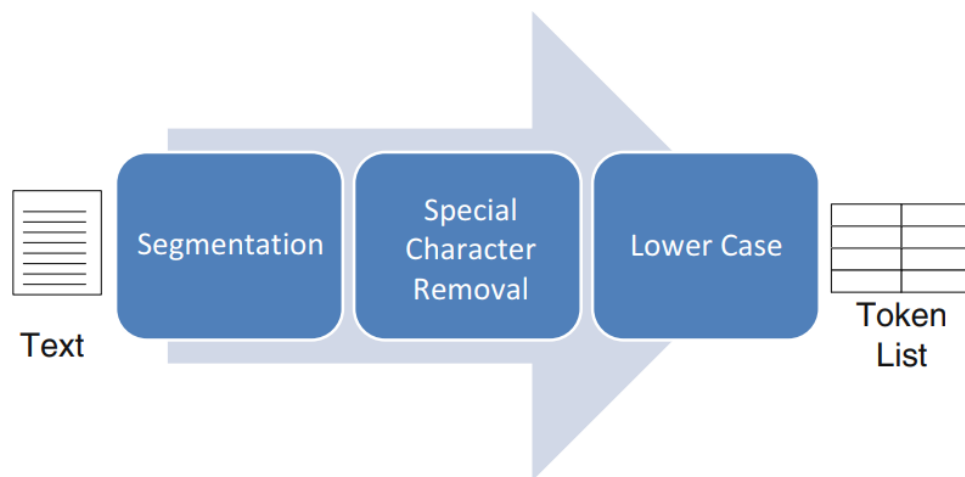 Text
Segmentation
Special
Character
Removal
Lower Case
Token
List